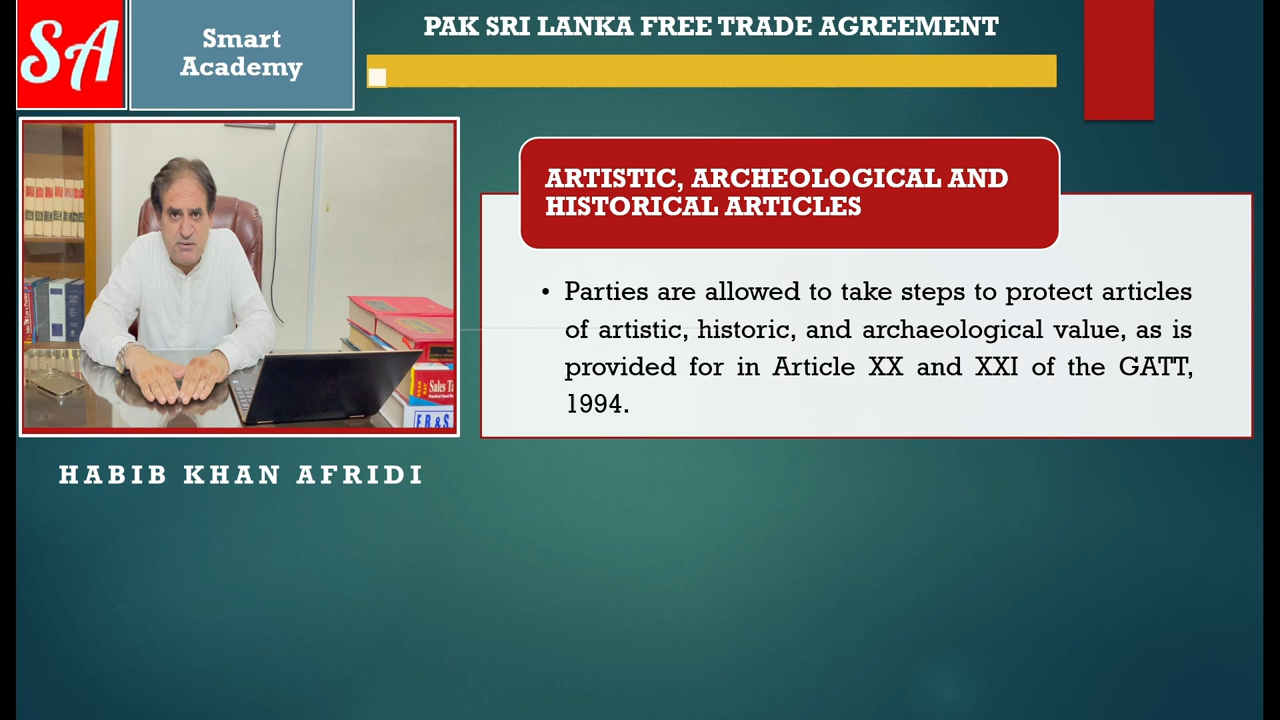 SA
Smart
Academy
PAK SRI LANKA FREE TRADE AGREEMENT
ARTISTIC, ARCHEOLOGICAL AND
HISTORICAL ARTICLES
• Parties are allowed to take steps to protect articles
of artistic, historic, and archaeological value, as is
provided for in Article XX and XXI of the GATT,
1994.
Sales
HABIB KHAN AFRIDI